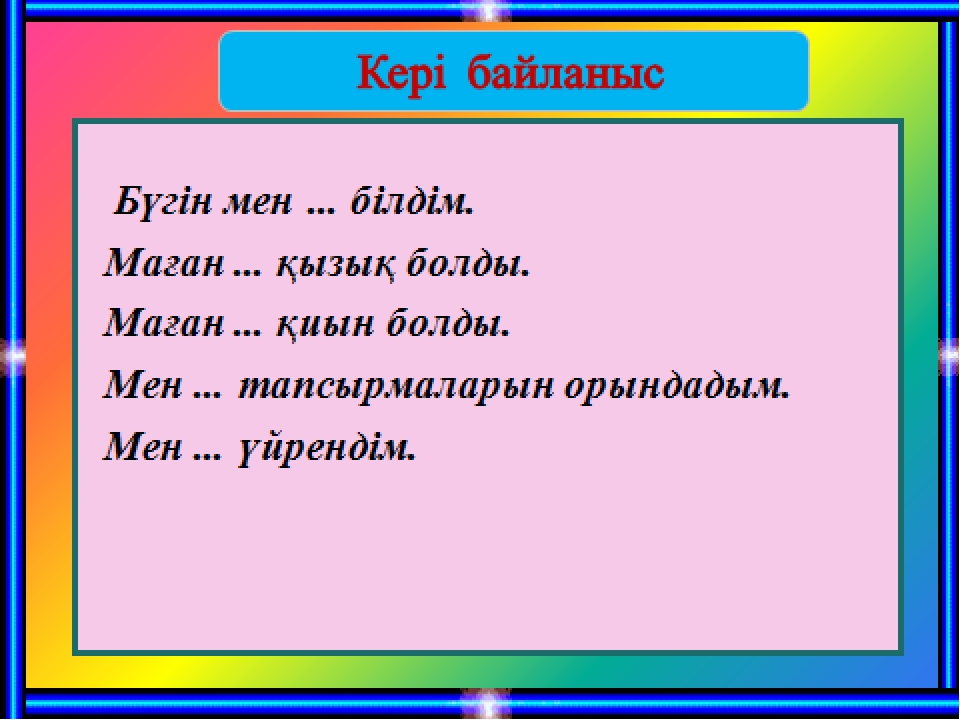 Кері байланыс
Бүгін мен ... білдім.
Маған ... қызық болды.
Маған ... қиын болды.
Мен ... тапсырмаларын орындадым.
Мен ... үйрендім.